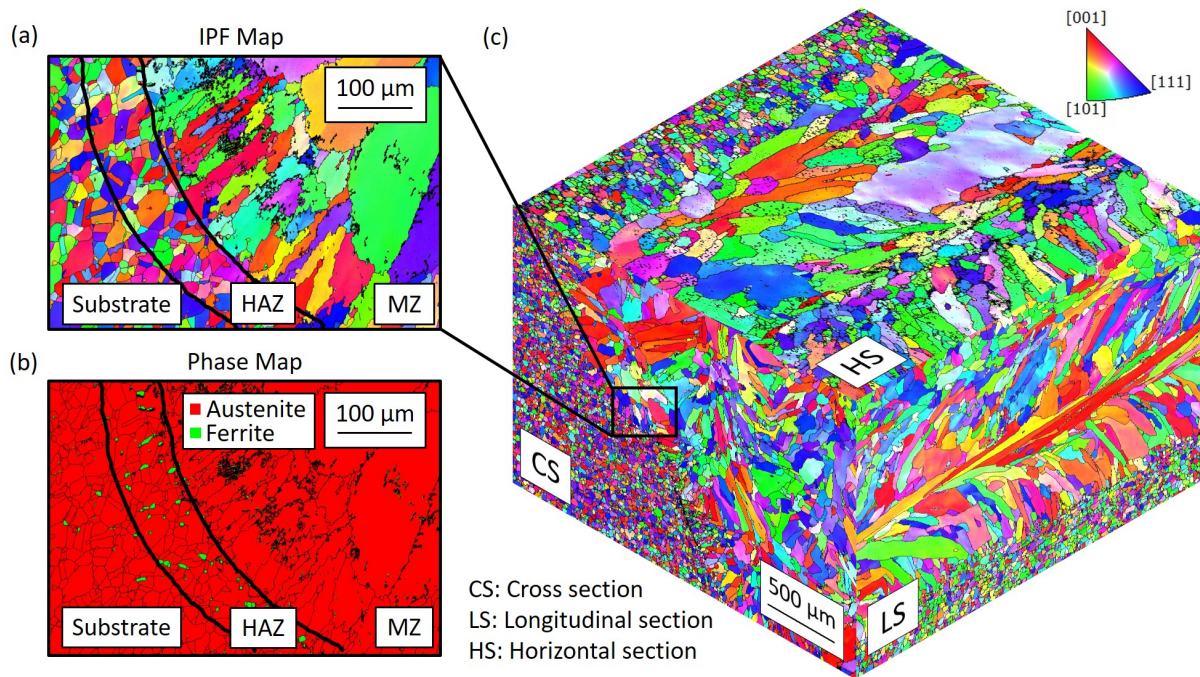 (a)
IPF Map
100 µm
Substrate
HAZ
MZ
(b)
Phase Map
Austenite
Ferrite
100 µm
Substrate
HAZ
MZ
(c)
[001]
[111]
[101]
HS
CS
LS
500 µm
CS: Cross section
LS: Longitudinal section
HS: Horizontal section